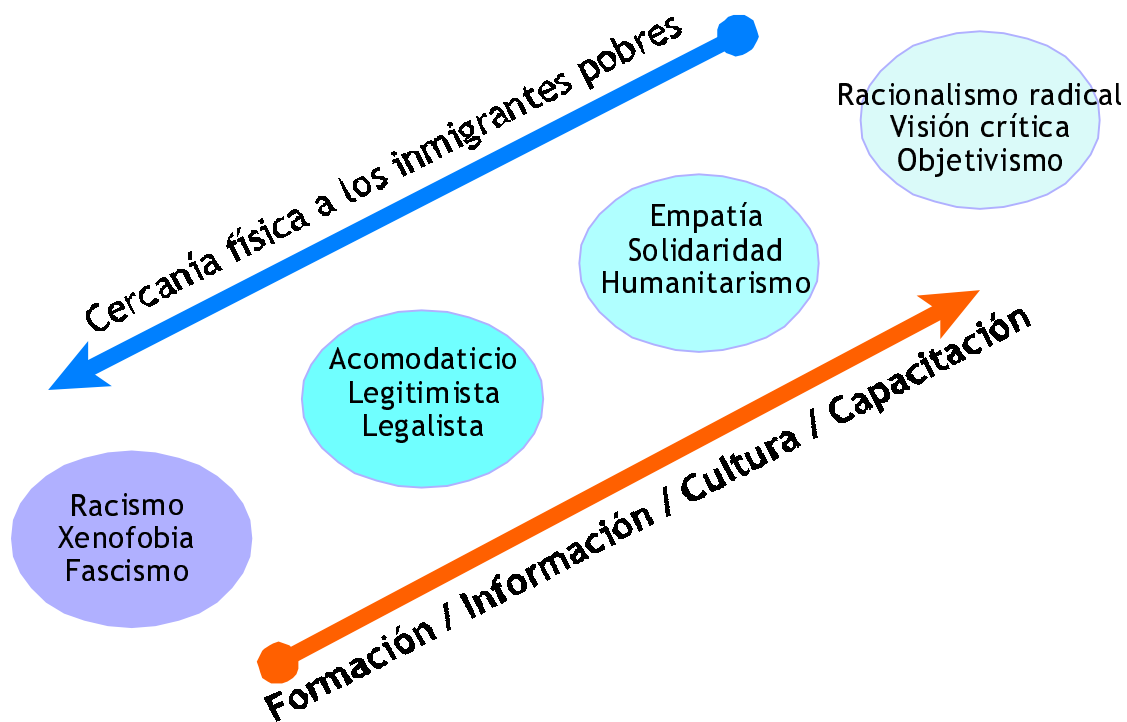 Cercanía física a los inmigrantes pobres
Racionalismo radical
Visión crítica
Objetivismo
Empatía
Solidaridad
Humanitarismo
Acomodaticio
Legitimista
Legalista
Racismo
Xenofobia
Fascismo
Formación / Información / Cultura / Capacitación